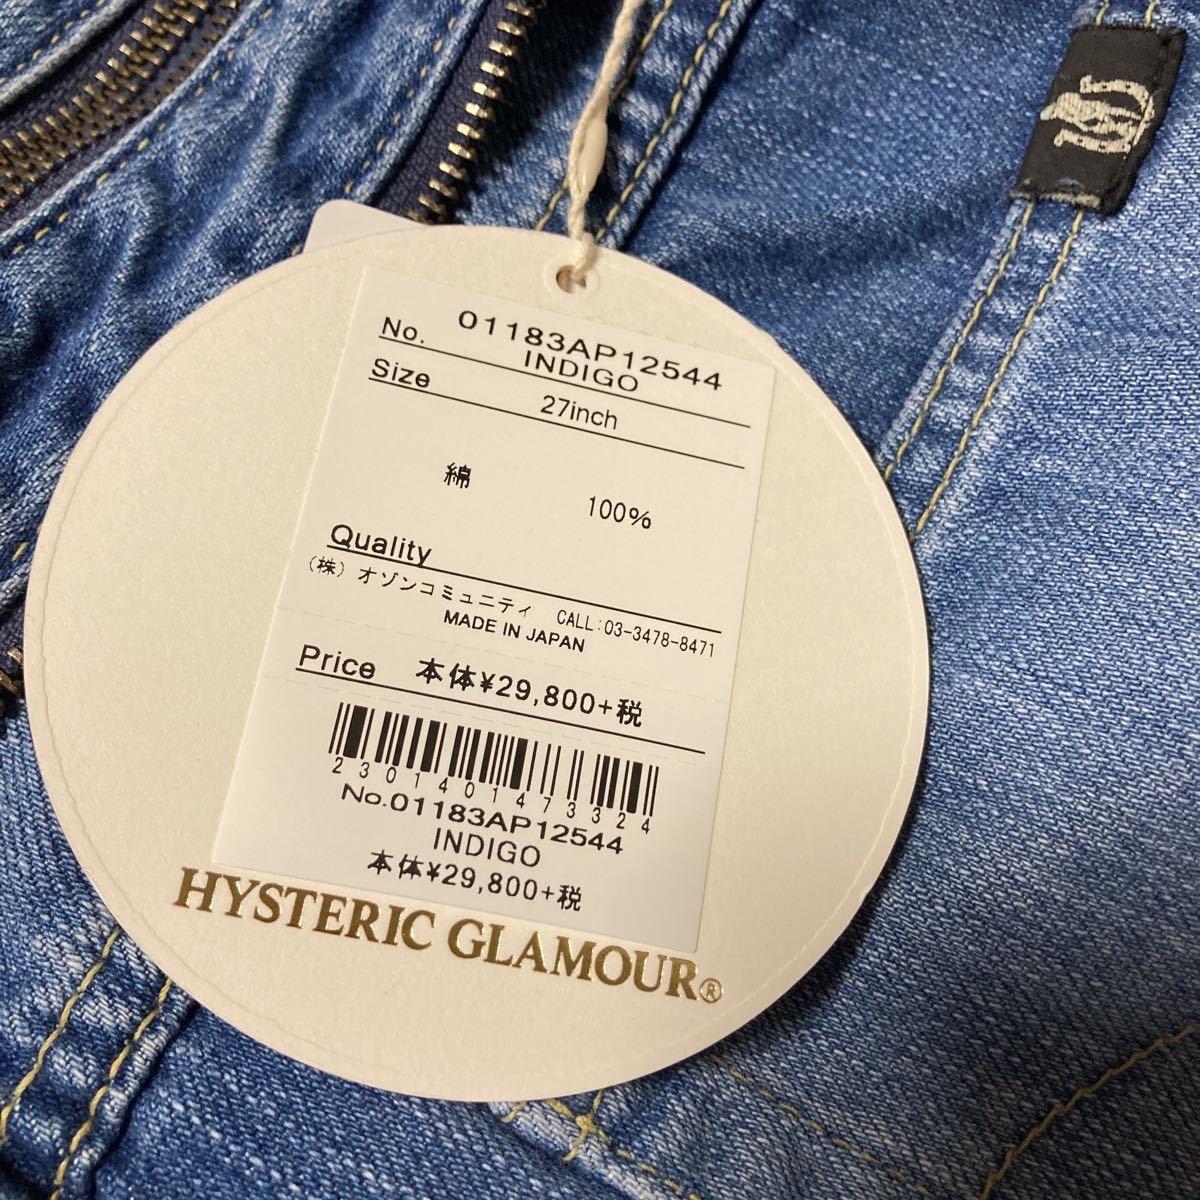 No. 01183AP12544
INDIGO
Size 27inch
綿 100%
Quality
(株) オゾンコミュニティ CALL:03-3478-8471
MADE IN JAPAN
Price 本体¥29,800+税
2301401473324
No.01183AP12544
INDIGO
本体¥29,800+税
HYSTERIC GLAMOUR®